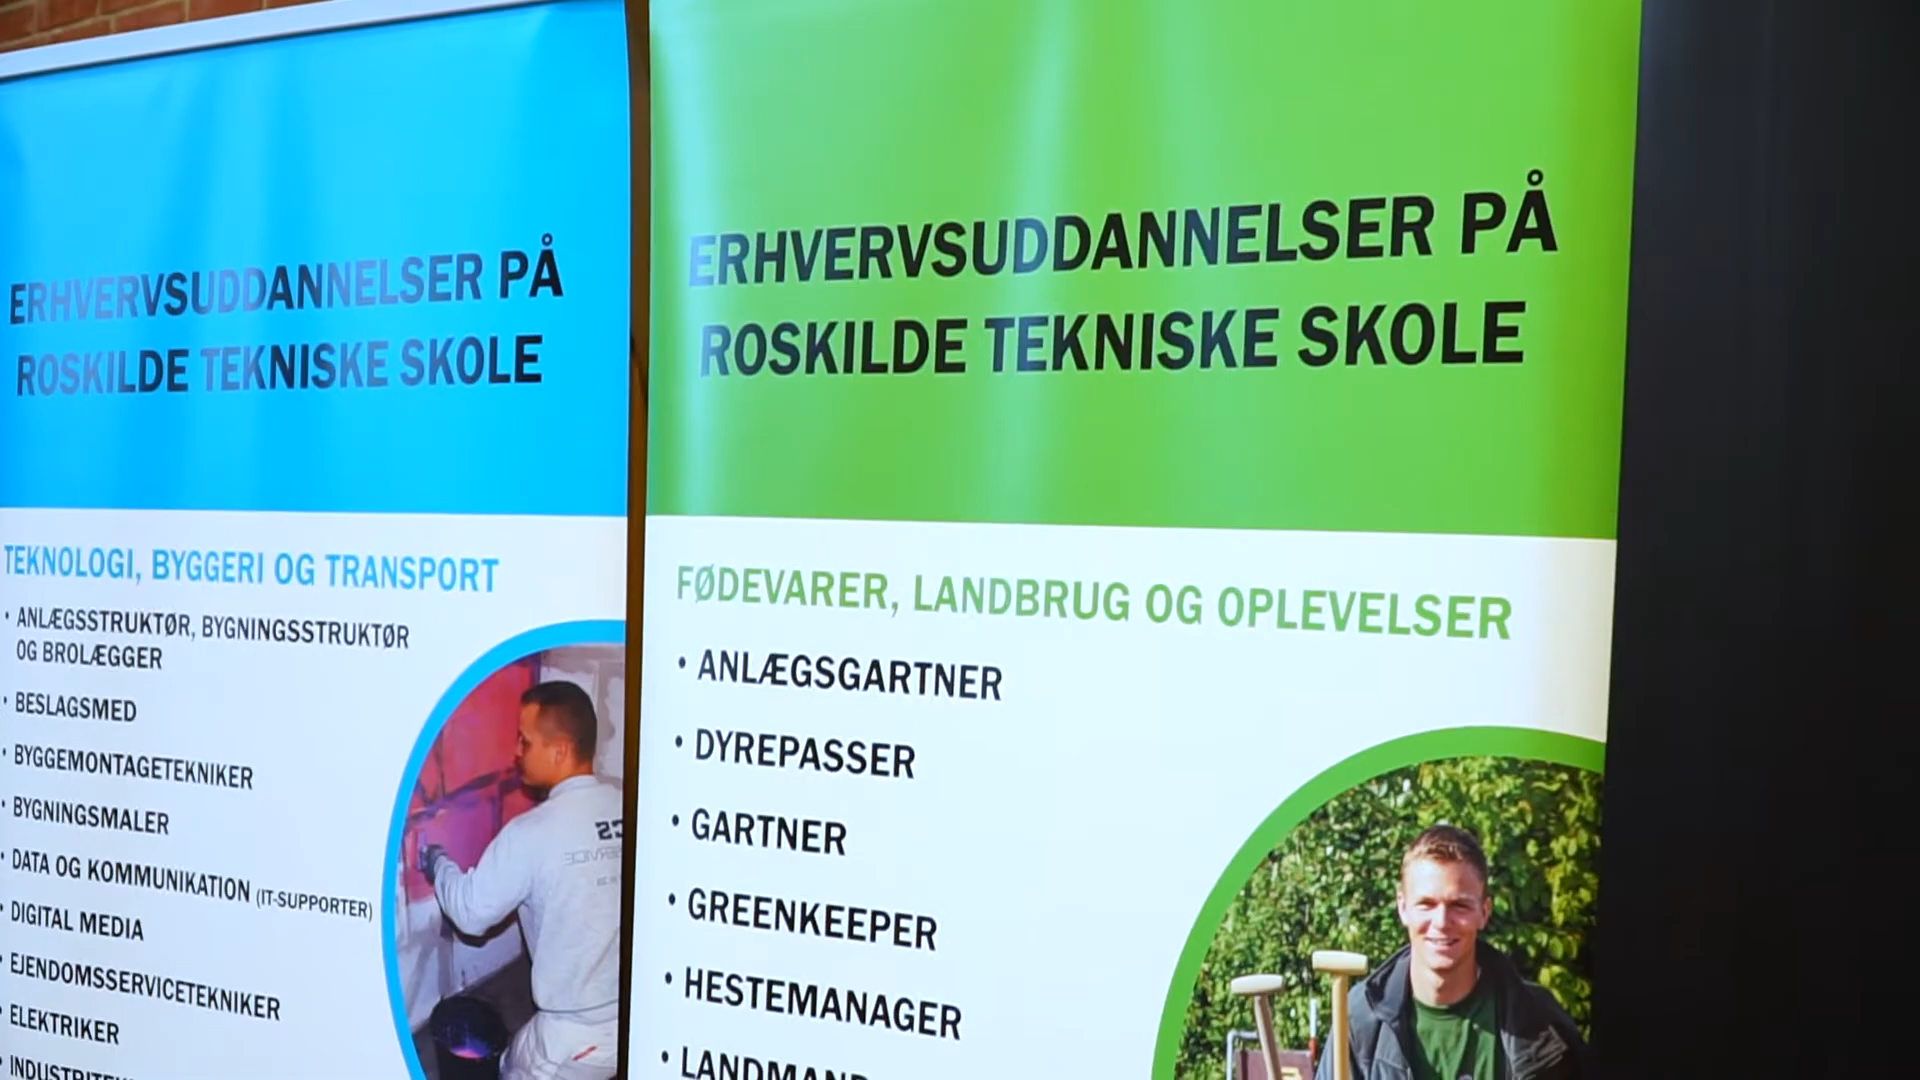 ERHVERVSUDDANNELSER PÅ
ROSKILDE TEKNISKE SKOLE
TEKNOLOGI, BYGGERI OG TRANSPORT
• ANLÆGSSTRUKTØR, BYGNINGSSTRUKTØR
OG BROLÆGGER
• BESLAGSMED
• BYGGEMONTAGETEKNIKER
• BYGNINGSMALER
• DATA OG KOMMUNIKATION (IT-SUPPORTER)
• DIGITAL MEDIA
• EJENDOMSSERVICETEKNIKER
• ELEKTRIKER
ERHVERVSUDDANNELSER PÅ
ROSKILDE TEKNISKE SKOLE
FØDEVARER, LANDBRUG OG OPLEVELSER
• ANLÆGSGARTNER
• DYREPASSER
• GARTNER
• GREENKEEPER
• HESTEMANAGER